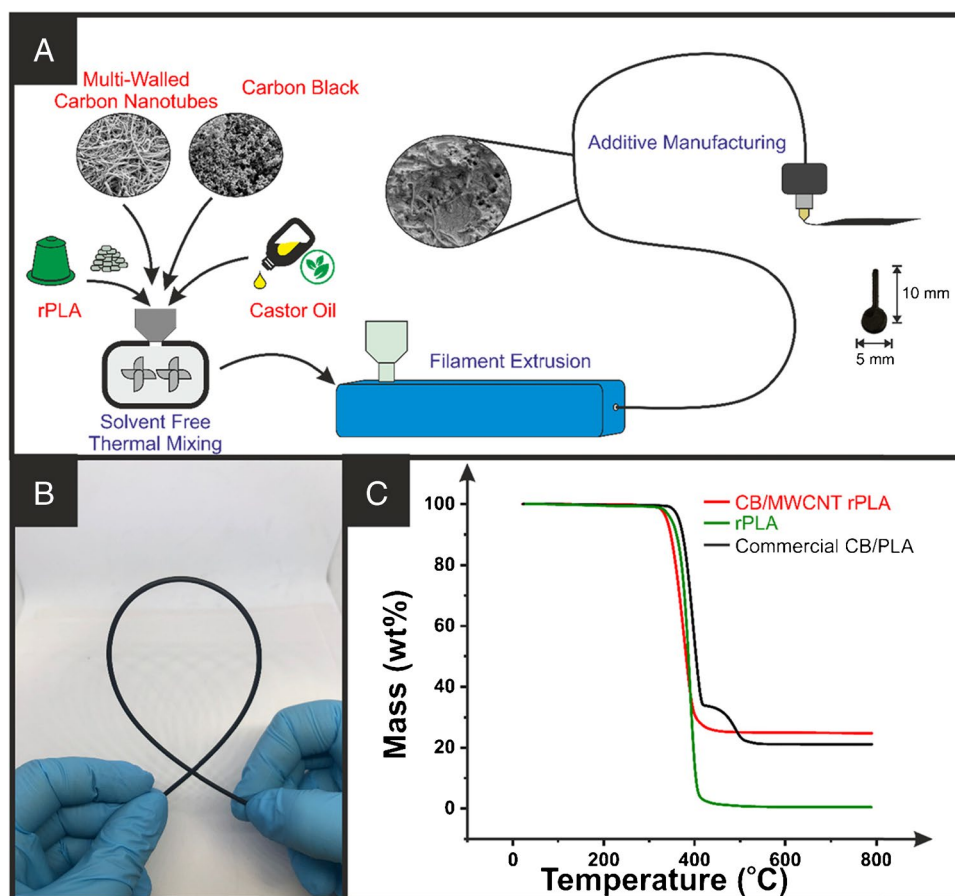 A
Multi-Walled
Carbon Nanotubes
Carbon Black
Additive Manufacturing
rPLA
Castor Oil
10 mm
5 mm
Filament Extrusion
Solvent Free
Thermal Mixing
B
C
CB/MWCNT rPLA
rPLA
Commercial CB/PLA
Mass (wt%)
100
80
60
40
20
0
0
200
400
600
800
Temperature (°C)